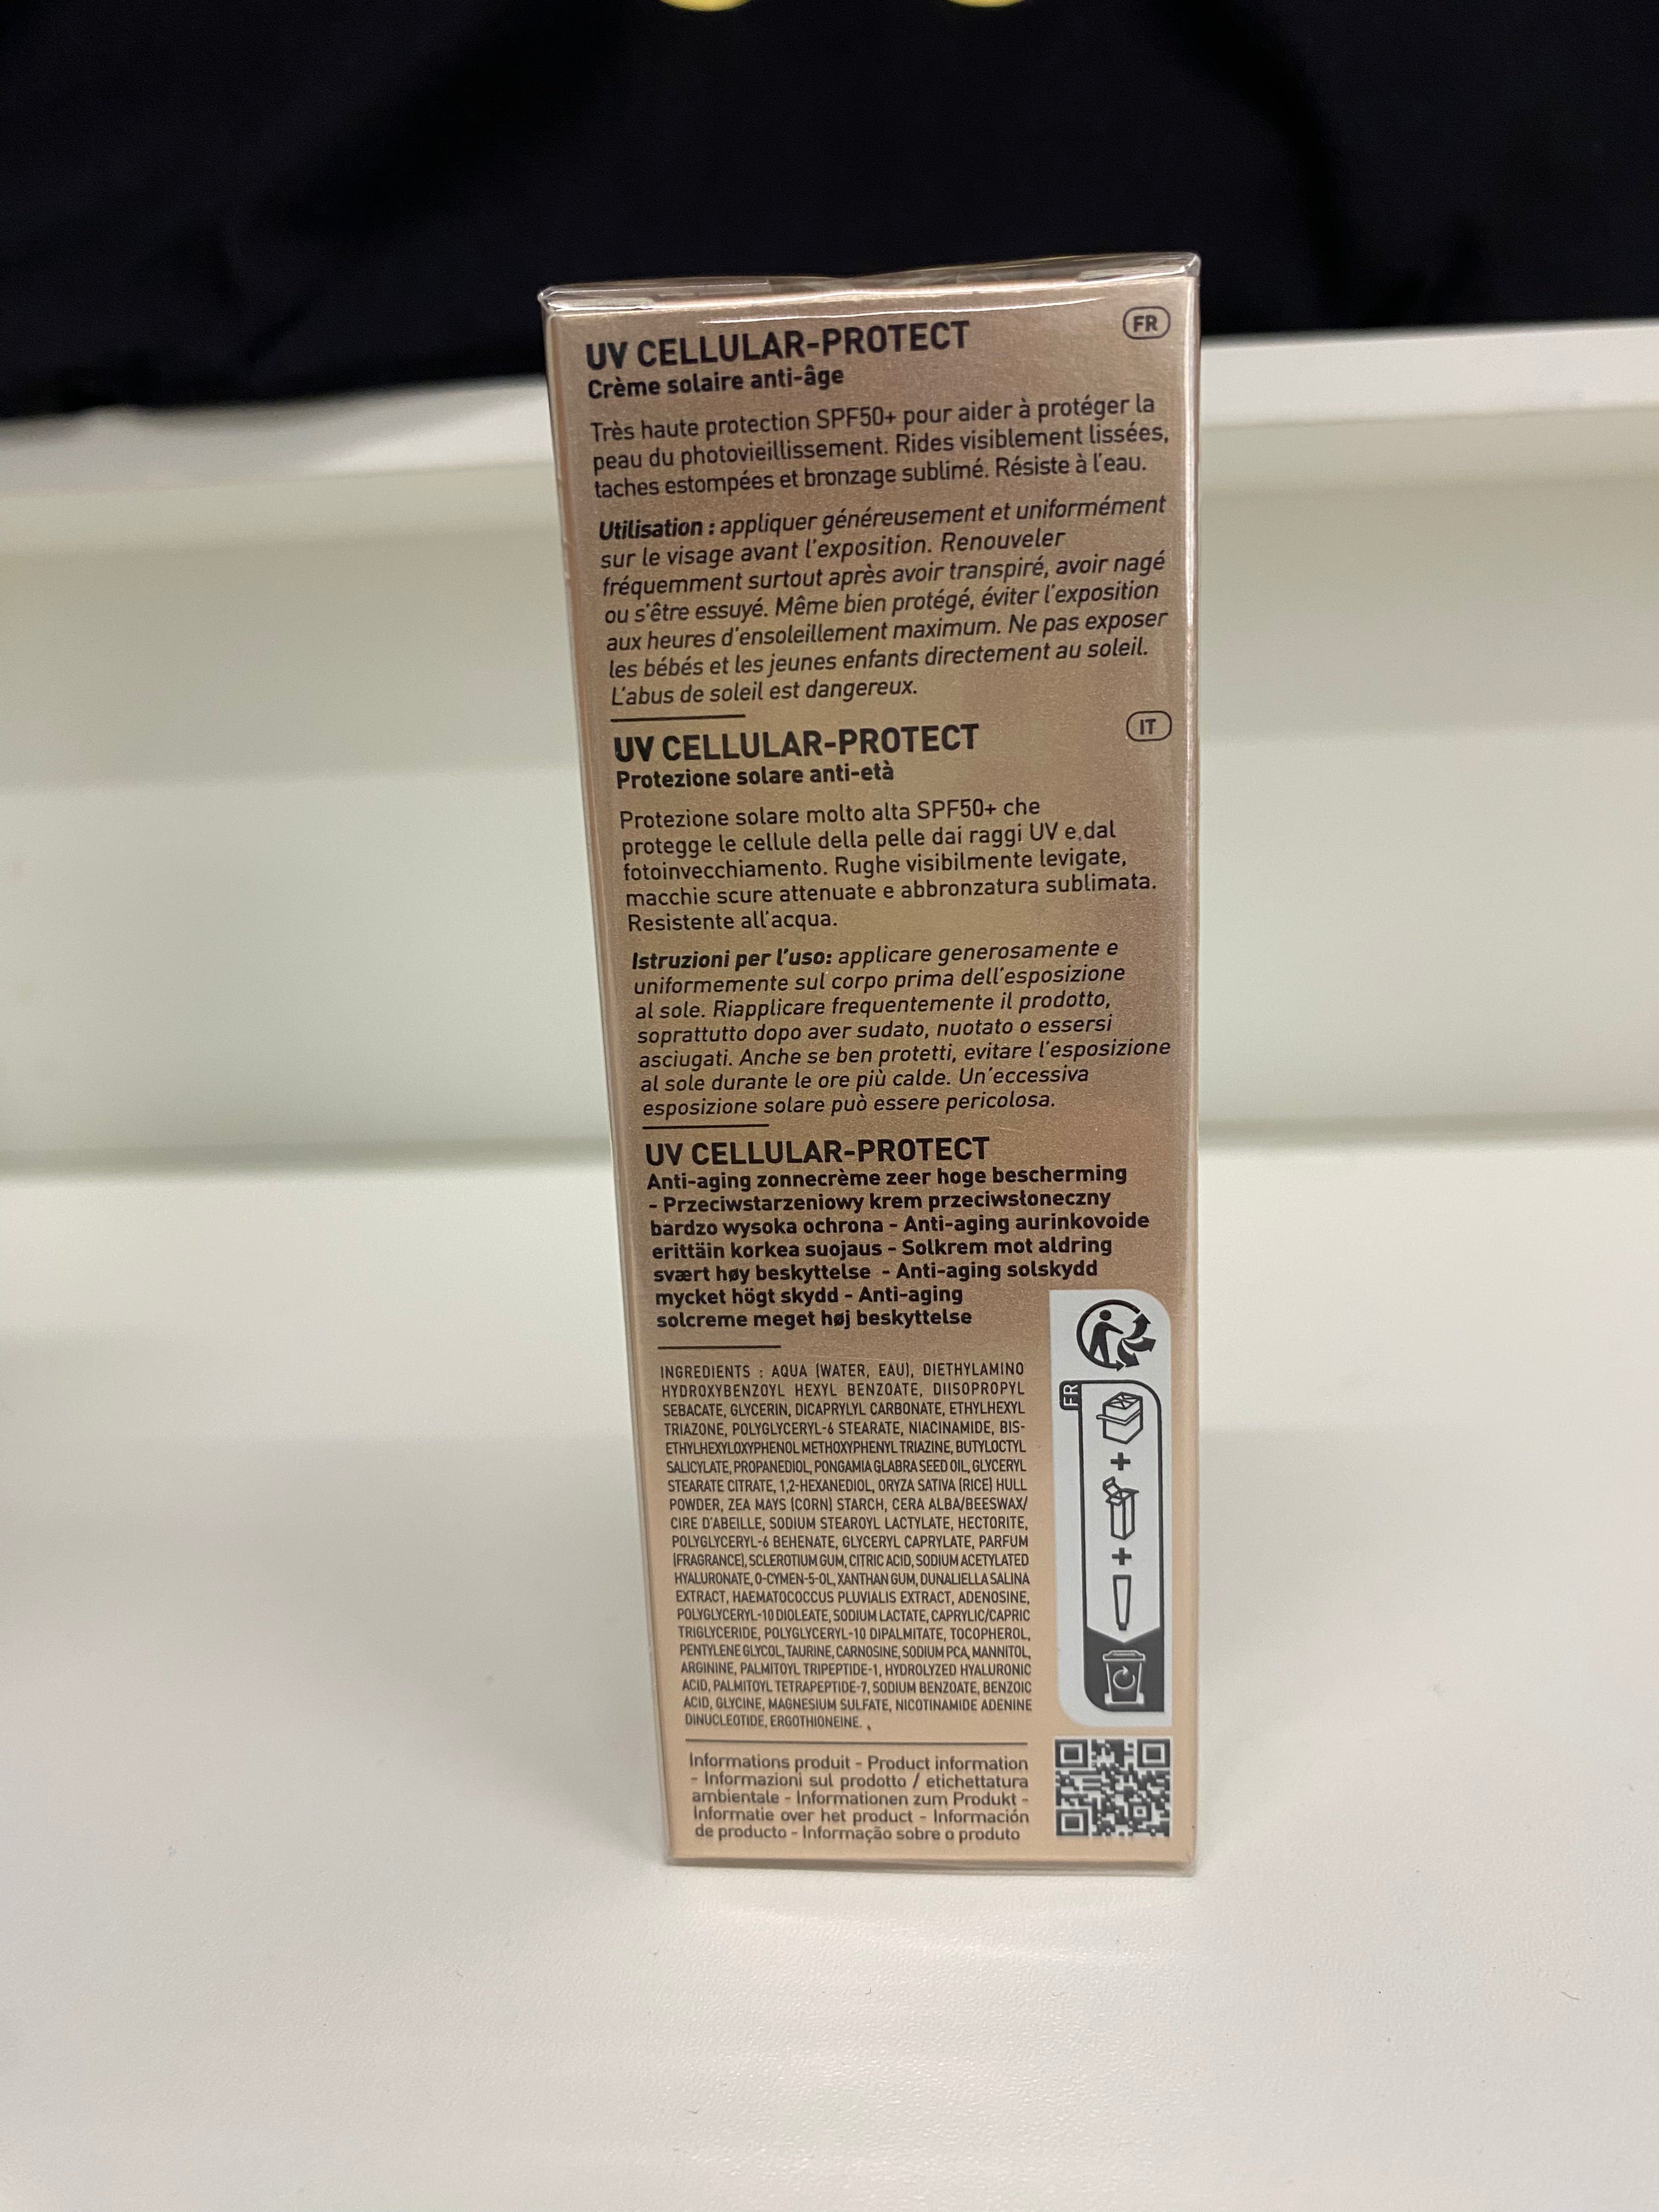 UV CELLULAR-PROTECT
FR
Crème solaire anti-âge
Très haute protection SPF50+ pour aider à protéger la
peau du photovieillissement. Rides visiblement lissées,
taches estompées et bronzage sublimé. Résiste à l'eau.
Utilisation : appliquer généreusement et uniformément
sur le visage avant l'exposition. Renouveler
fréquemment surtout après avoir transpiré, avoir nagé
ou s'être essuyé. Même bien protégé, éviter l'exposition
aux heures d'ensoleillement maximum. Ne pas exposer
les bébés et les jeunes enfants directement au soleil.
L'abus de soleil est dangereux.
UV CELLULAR-PROTECT
IT
Protezione solare anti-età
Protezione solare molto alta SPF50+ che
protegge le cellule della pelle dai raggi UV e dal
fotoinvecchiamento. Rughe visibilmente levigate,
macchie scure attenuate e abbronzatura sublimata.
Resistente all'acqua.
Istruzioni per l'uso: applicare generosamente e
uniformemente sul corpo prima dell'esposizione
al sole. Riapplicare frequentemente il prodotto,
soprattutto dopo aver sudato, nuotato o essersi
asciugati. Anche se ben protetti, evitare l'esposizione
al sole durante le ore più calde. Un'eccessiva
esposizione solare può essere pericolosa.
UV CELLULAR-PROTECT
Anti-aging zonnecrème zeer hoge bescherming
- Przeciwstarzeniowy krem przeciwsłoneczny
bardzo wysoka ochrona - Anti-aging aurinkovoide
erittäin korkea suojaus - Solkrem mot aldring
svært høy beskyttelse - Anti-aging solskydd
mycket högt skydd - Anti-aging
solcreme meget høj beskyttelse
INGREDIENTS : AQUA (WATER, EAU), DIETHYLAMINO
HYDROXYBENZOYL HEXYL BENZOATE, DIISOPROPYL
SEBACATE, GLYCERIN, DICAPRYLYL CARBONATE, ETHYLHEXYL
TRIAZONE, POLYGLYCERYL-6 STEARATE, NIACINAMIDE, BIS-
ETHYLHEXYLOXYPHENOL METHOXYPHENYL TRIAZINE, BUTYLOCTYL
SALICYLATE, PROPANEDIOL, PONGAMIA GLABRA SEED OIL, GLYCERYL
STEARATE CITRATE, 1,2-HEXANEDIOL, ORYZA SATIVA (RICE) HULL
POWDER, ZEA MAYS (CORN) STARCH, CERA ALBA/BEESWAX/
CIRE D'ABEILLE, SODIUM STEAROYL LACTYLATE, HECTORITE,
POLYGLYCERYL-6 BEHENATE, GLYCERYL CAPRYLATE, PARFUM
(FRAGRANCE), SCLEROTIUM GUM, CITRIC ACID, SODIUM ACETYLATED
HYALURONATE, O-CYMEN-5-OL, XANTHAN GUM, DUNALIELLA SALINA
EXTRACT, HAEMATOCOCCUS PLUVIALIS EXTRACT, ADENOSINE,
POLYGLYCERYL-10 DIOLEATE, SODIUM LACTATE, CAPRYLIC/CAPRIC
TRIGLYCERIDE, POLYGLYCERYL-10 DIPALMITATE, TOCOPHEROL,
PENTYLENE GLYCOL, TAURINE, CARNOSINE, SODIUM PCA, MANNITOL,
ARGININE, PALMITOYL TRIPEPTIDE-1, HYDROLYZED HYALURONIC
ACID, PALMITOYL TETRAPEPTIDE-7, SODIUM BENZOATE, BENZOIC
ACID, GLYCINE, MAGNESIUM SULFATE, NICOTINAMIDE ADENINE
DINUCLEOTIDE, ERGOTHIONEINE.
FR
+
+
Informations produit - Product information
- Informazioni sul prodotto / etichettatura
ambientale - Informationen zum Produkt -
Informatie over het product - Información
de producto - Informação sobre o produto